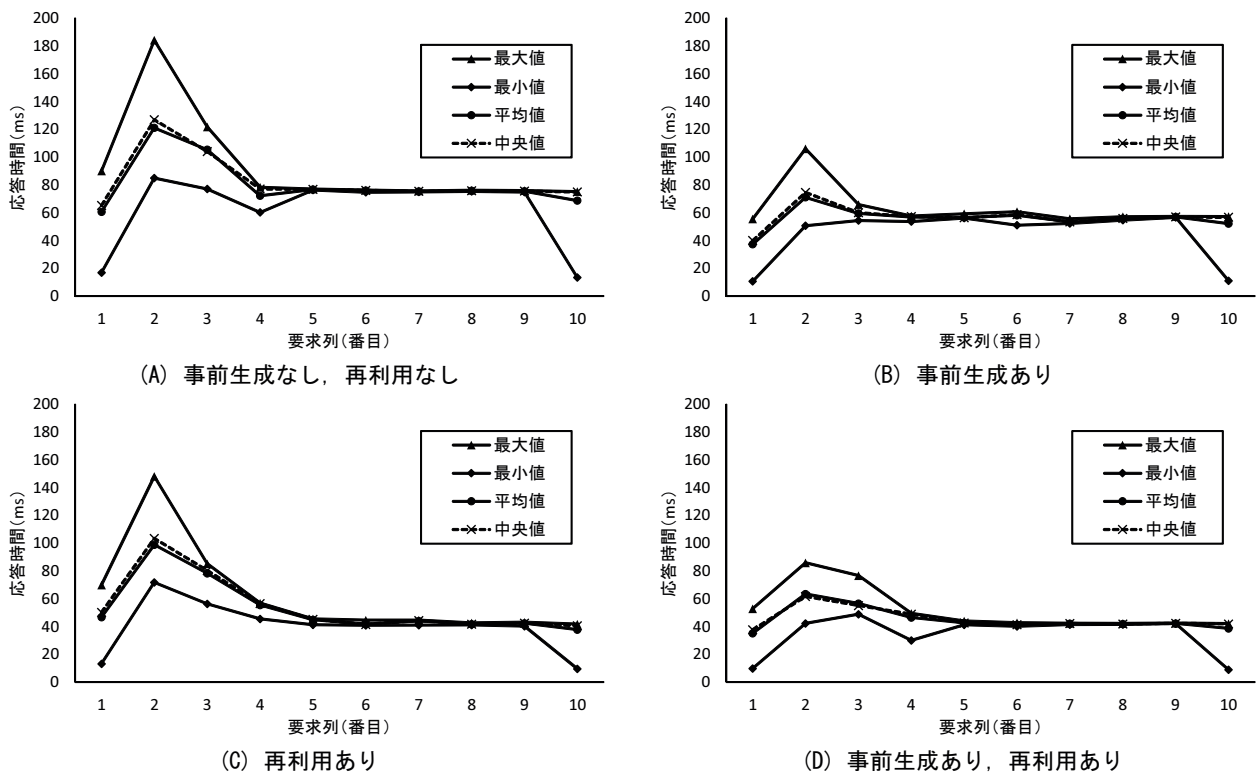 200
180
160
140
120
100
80
60
40
20
0
応答時間(ms)
最大値
最小値
平均値
中央値
1 2 3 4 5 6 7 8 9 10
要求列(番目)
(A) 事前生成なし, 再利用なし
200
180
160
140
120
100
80
60
40
20
0
応答時間(ms)
最大値
最小値
平均値
中央値
1 2 3 4 5 6 7 8 9 10
要求列(番目)
(B) 事前生成あり
200
180
160
140
120
100
80
60
40
20
0
応答時間(ms)
最大値
最小値
平均値
中央値
1 2 3 4 5 6 7 8 9 10
要求列(番目)
(C) 再利用あり
200
180
160
140
120
100
80
60
40
20
0
応答時間(ms)
最大値
最小値
平均値
中央値
1 2 3 4 5 6 7 8 9 10
要求列(番目)
(D) 事前生成あり, 再利用あり